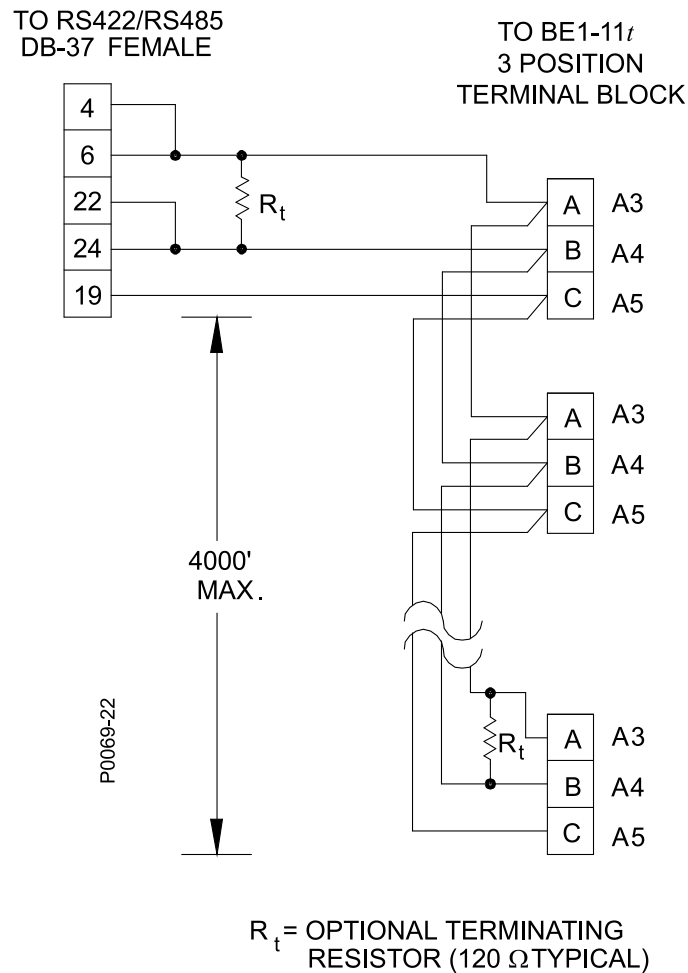 TO RS422/RS485
DB-37 FEMALE
TO BE1-11t
3 POSITION
TERMINAL BLOCK
4
6
22
24
19
Rt
A A3
B A4
C A5
A A3
B A4
C A5
4000'
MAX.
P0069-22
Rt
A A3
B A4
C A5
Rt = OPTIONAL TERMINATING
RESISTOR (120 Ω TYPICAL)